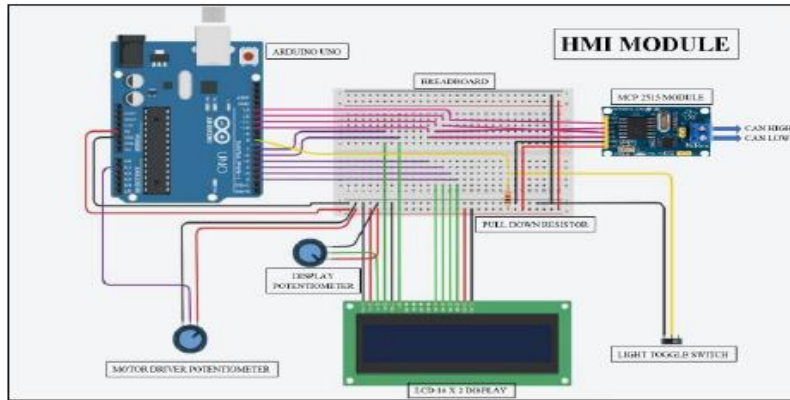 HMI MODULE
ARDUINO UNO
BREADBOARD
MCP 2515 MODULE
CAN HIGH
CAN LOW
PULL DOWN RESISTOR
DISPLAY
POTENTIOMETER
LIGHT TOGGLE SWITCH
MOTOR DRIVER POTENTIOMETER
LCD 16 X 2 DISPLAY
UNO